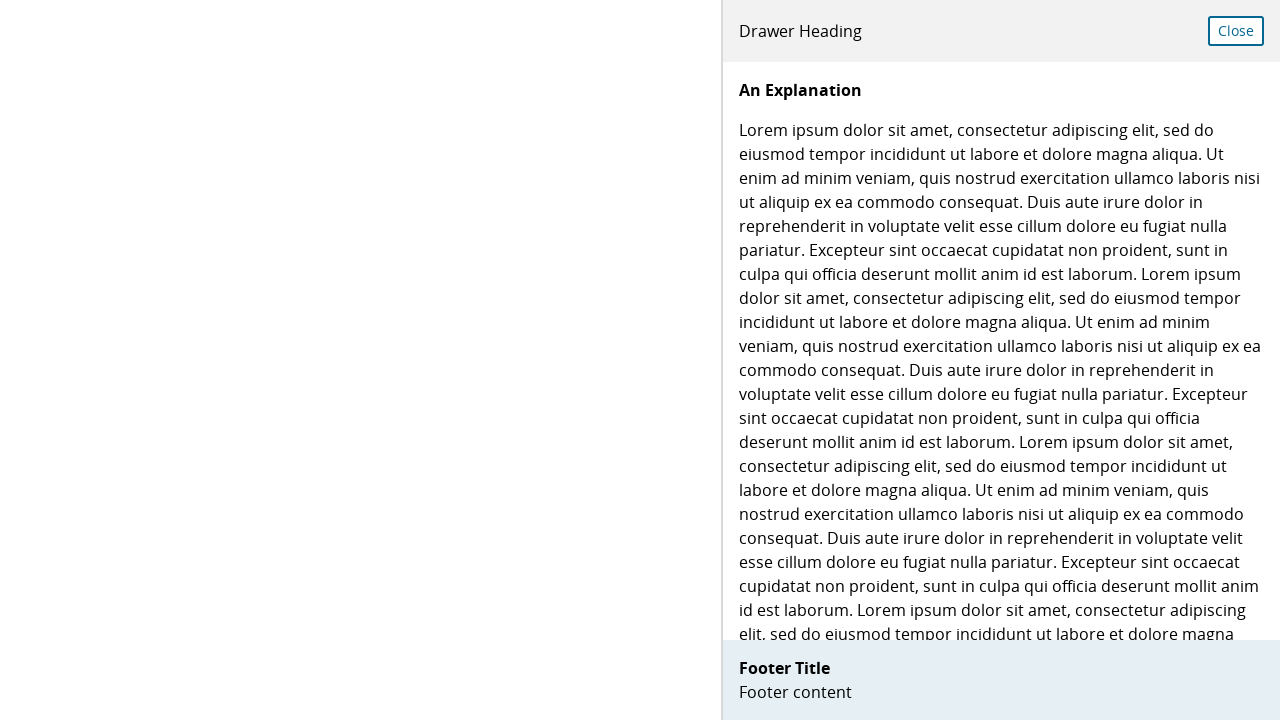 Drawer Heading
Close
An Explanation
Lorem ipsum dolor sit amet, consectetur adipiscing elit, sed do
eiusmod tempor incididunt ut labore et dolore magna aliqua. Ut
enim ad minim veniam, quis nostrud exercitation ullamco laboris nisi
ut aliquip ex ea commodo consequat. Duis aute irure dolor in
reprehenderit in voluptate velit esse cillum dolore eu fugiat nulla
pariatur. Excepteur sint occaecat cupidatat non proident, sunt in
culpa qui officia deserunt mollit anim id est laborum. Lorem ipsum
dolor sit amet, consectetur adipiscing elit, sed do eiusmod tempor
incididunt ut labore et dolore magna aliqua. Ut enim ad minim
veniam, quis nostrud exercitation ullamco laboris nisi ut aliquip ex ea
commodo consequat. Duis aute irure dolor in reprehenderit in
voluptate velit esse cillum dolore eu fugiat nulla pariatur. Excepteur
sint occaecat cupidatat non proident, sunt in culpa qui officia
deserunt mollit anim id est laborum. Lorem ipsum dolor sit amet,
consectetur adipiscing elit, sed do eiusmod tempor incididunt ut
labore et dolore magna aliqua. Ut enim ad minim veniam, quis
nostrud exercitation ullamco laboris nisi ut aliquip ex ea commodo
consequat. Duis aute irure dolor in reprehenderit in voluptate velit
esse cillum dolore eu fugiat nulla pariatur. Excepteur sint occaecat
cupidatat non proident, sunt in culpa qui officia deserunt mollit anim
id est laborum. Lorem ipsum dolor sit amet, consectetur adipiscing
elit, sed do eiusmod tempor incididunt ut labore et dolore magna
Footer Title
Footer content